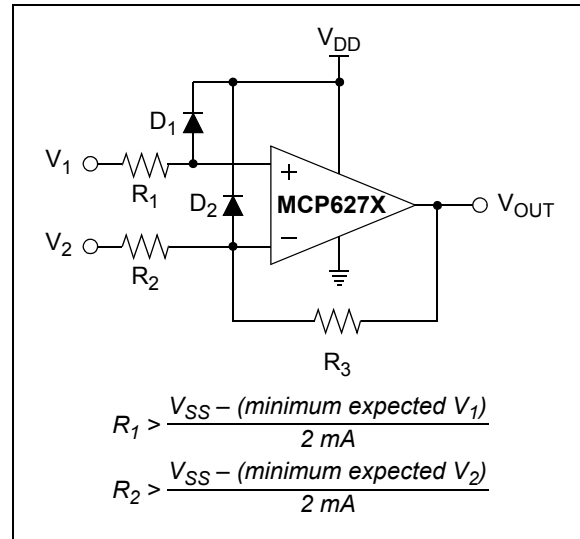 V_DD
D_1
V_1
R_1
+
MCP627X
V_OUT
D_2
V_2
R_2
–
R_3
R_1 > V_SS – (minimum expected V_1) / 2 mA
R_2 > V_SS – (minimum expected V_2) / 2 mA